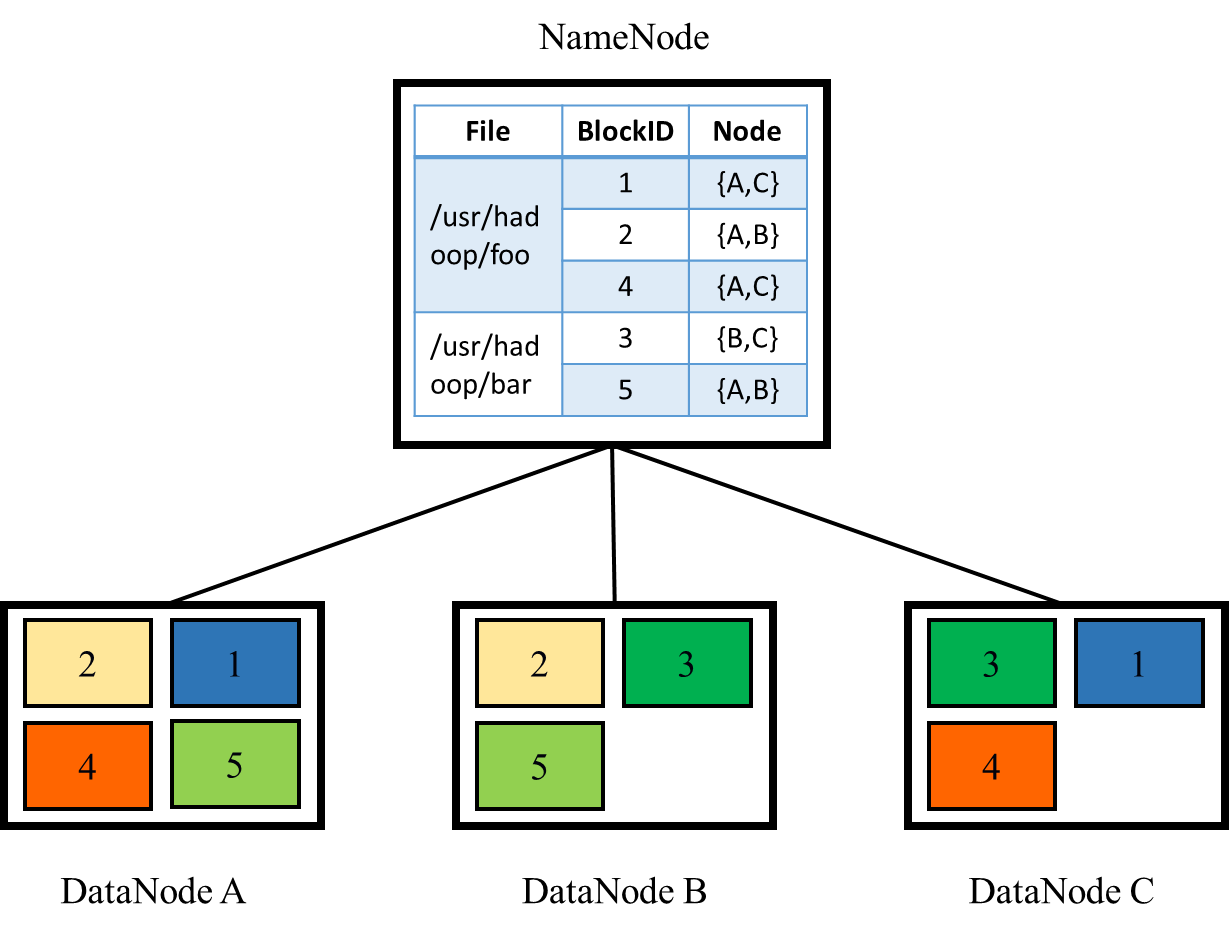 NameNode
File BlockID Node
/usr/had
oop/foo
1 {A,C}
2 {A,B}
4 {A,C}
/usr/had
oop/bar
3 {B,C}
5 {A,B}
2 1
4 5
DataNode A
2 3
5
DataNode B
3 1
4
DataNode C